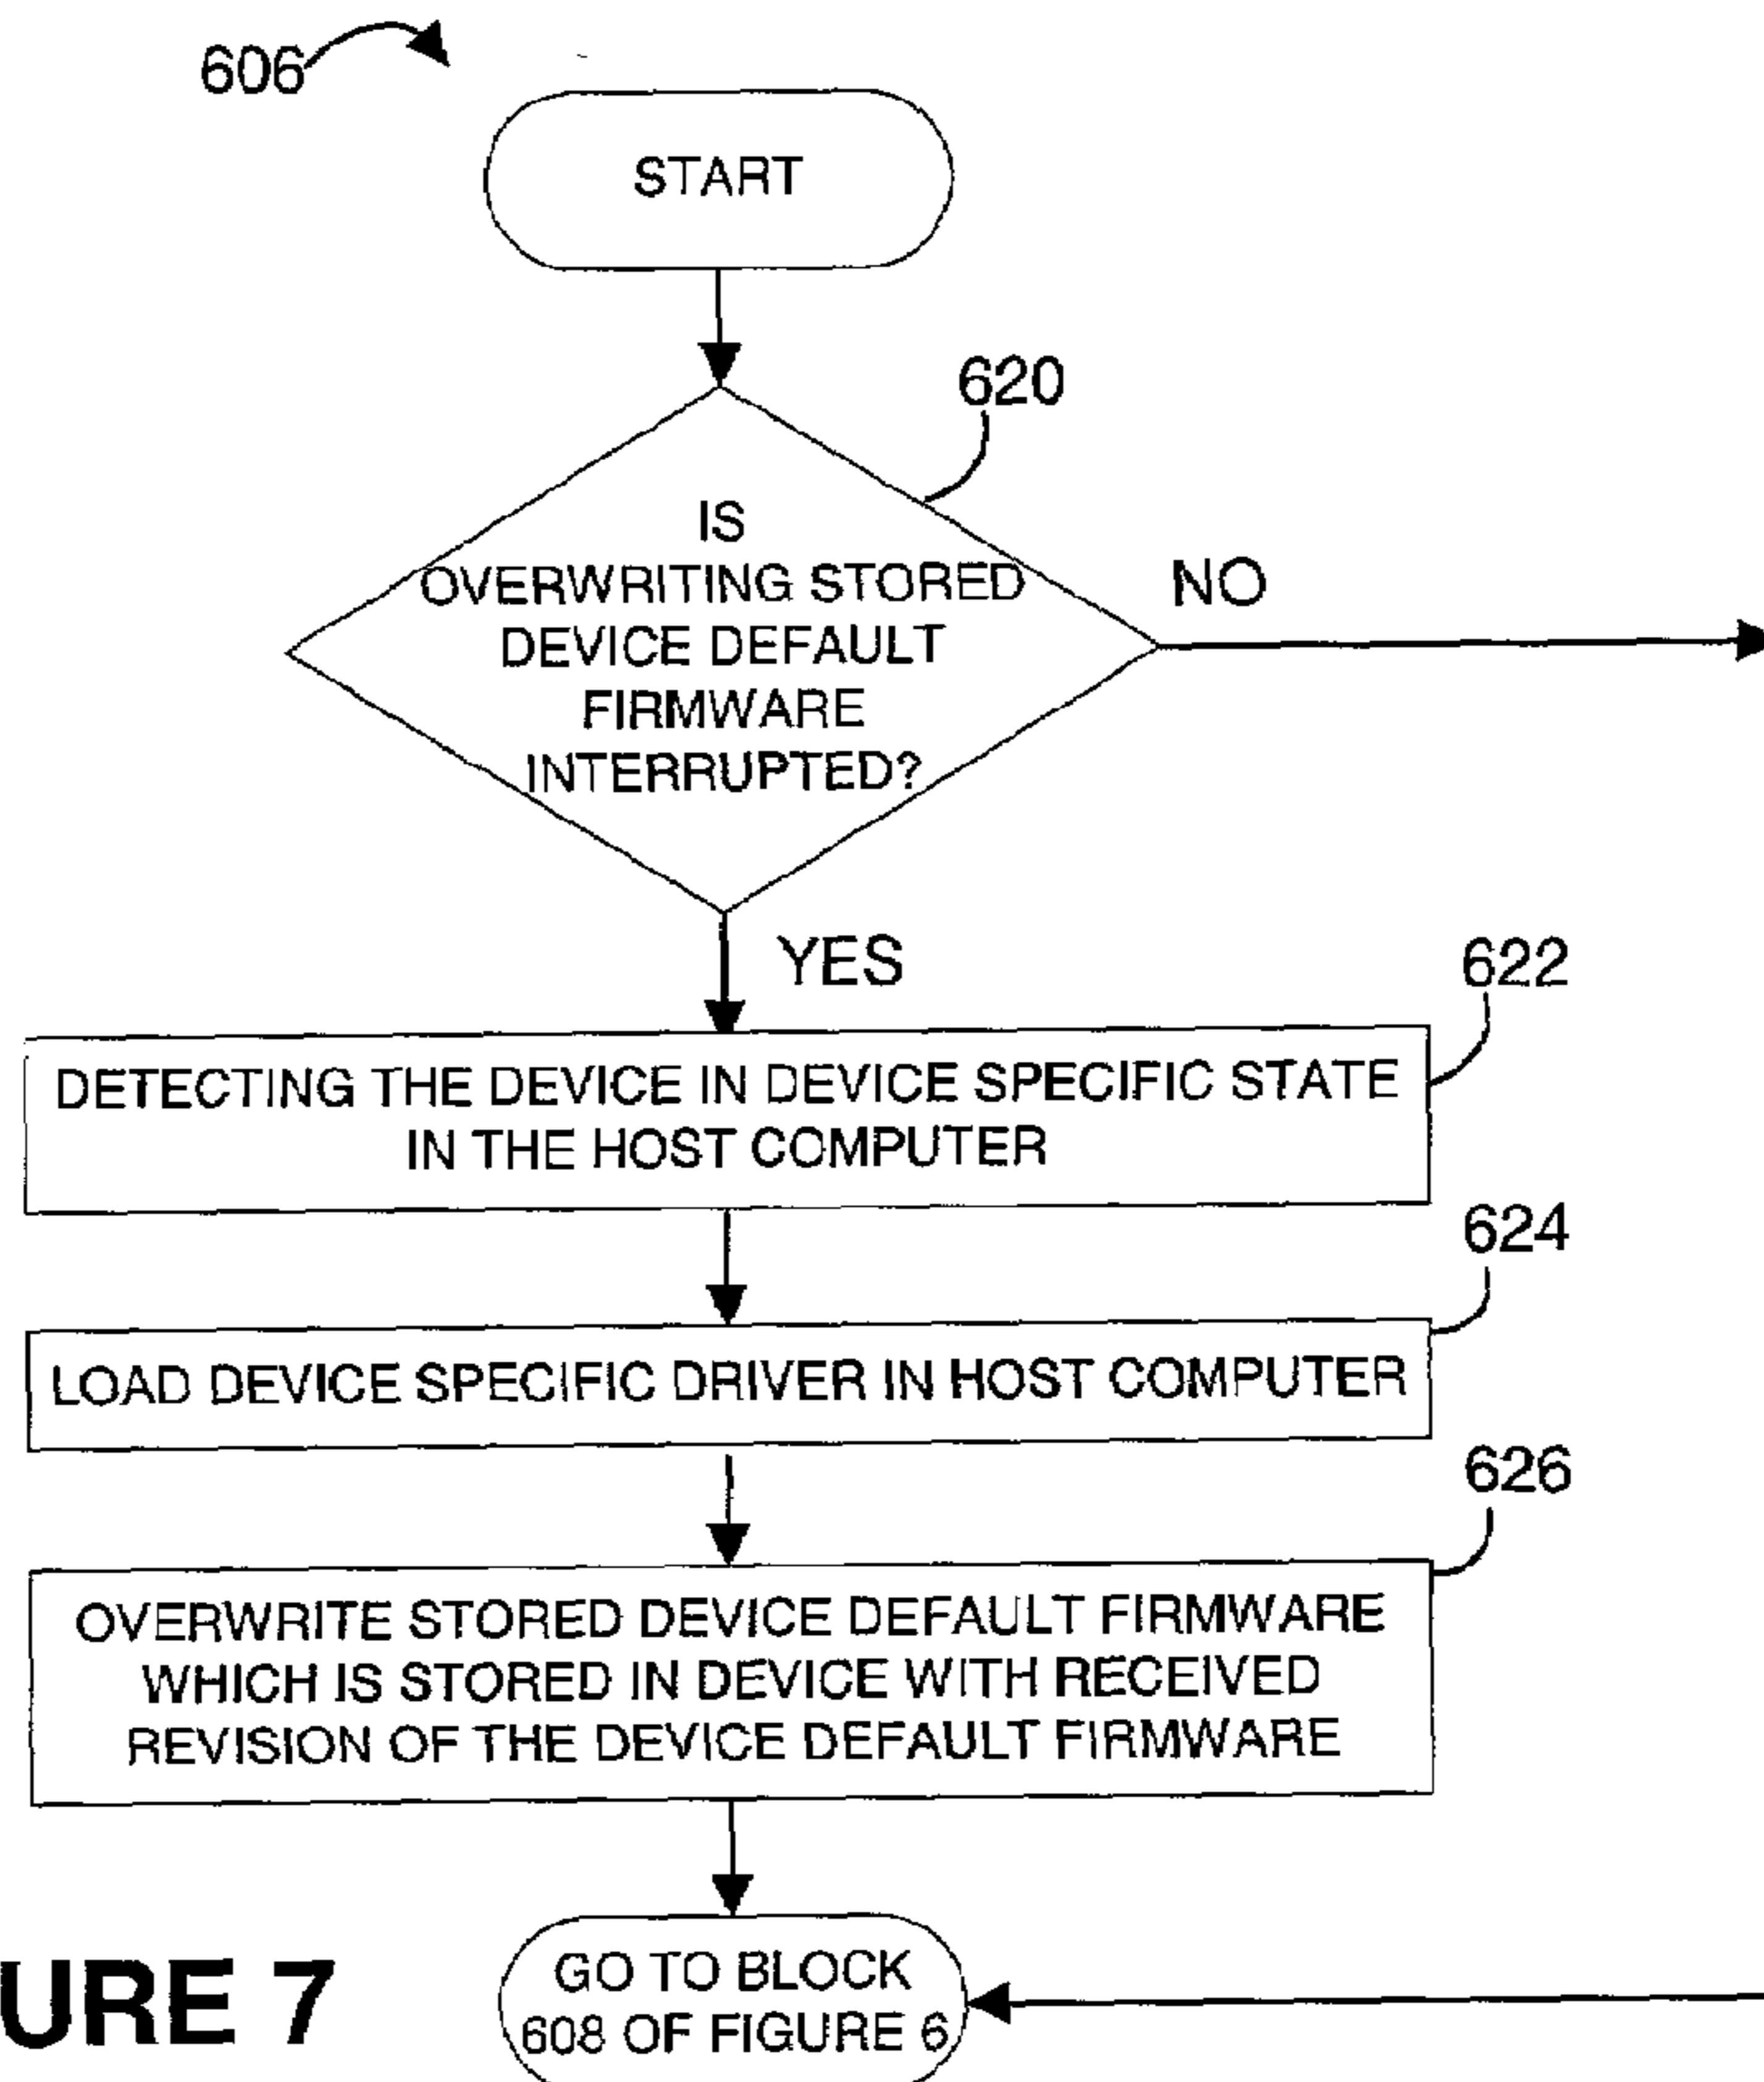 606
START
620
IS
OVERWRITING STORED
DEVICE DEFAULT
FIRMWARE
INTERRUPTED?
NO
YES
622
DETECTING THE DEVICE IN DEVICE SPECIFIC STATE
IN THE HOST COMPUTER
624
LOAD DEVICE SPECIFIC DRIVER IN HOST COMPUTER
626
OVERWRITE STORED DEVICE DEFAULT FIRMWARE
WHICH IS STORED IN DEVICE WITH RECEIVED
REVISION OF THE DEVICE DEFAULT FIRMWARE
URE 7
GO TO BLOCK
608 OF FIGURE 6